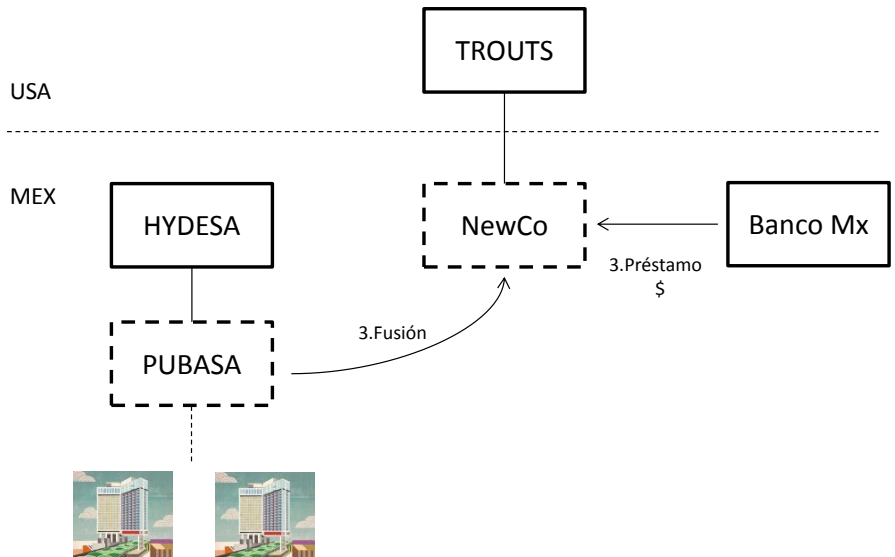 TROUTS
USA
MEX
HYDESA
NewCo
Banco Mx
3.Préstamo
$
3.Fusión
PUBASA